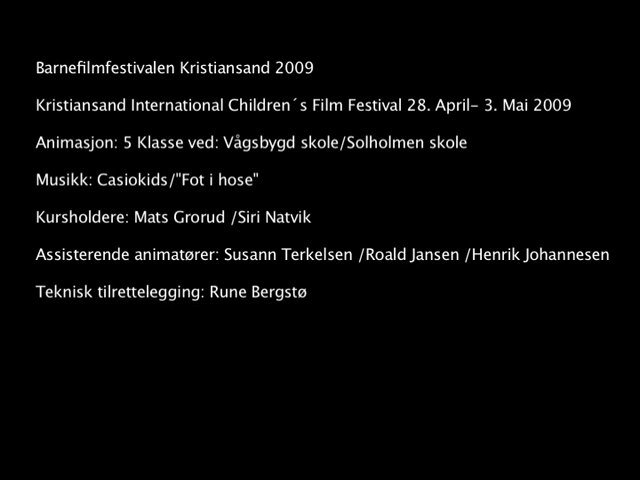 Barnefilmfestivalen Kristiansand 2009
Kristiansand International Children´s Film Festival 28. April- 3. Mai 2009
Animasjon: 5 Klasse ved: Vågsbygd skole/Solholmen skole
Musikk: Casiokids/"Fot i hose"
Kursholdere: Mats Grorud /Siri Natvik
Assisterende animatører: Susann Terkelsen /Roald Jansen /Henrik Johannesen
Teknisk tilrettelegging: Rune Bergstø